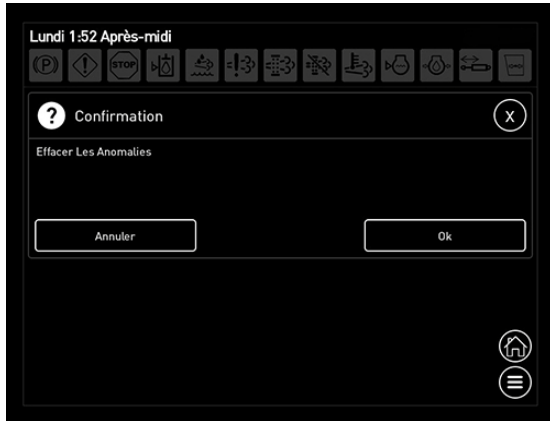 Lundi 1:52 Après-midi
(P)
STOP
? Confirmation X
Effacer Les Anomalies
Annuler Ok